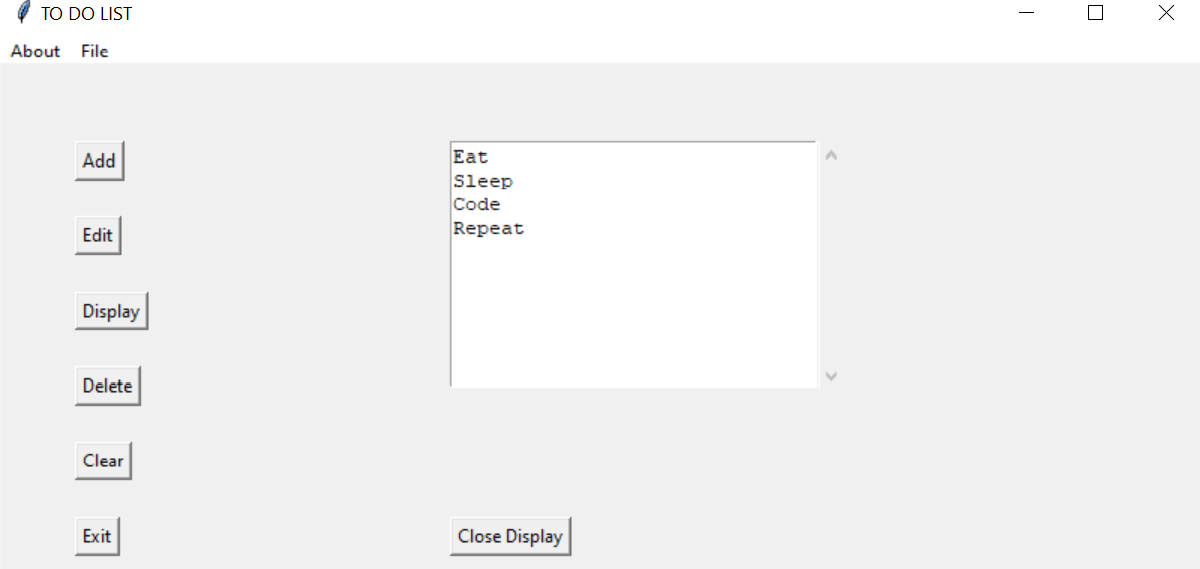 TO DO LIST
About File
Add
Edit
Display
Delete
Clear
Exit
Eat
Sleep
Code
Repeat
Close Display